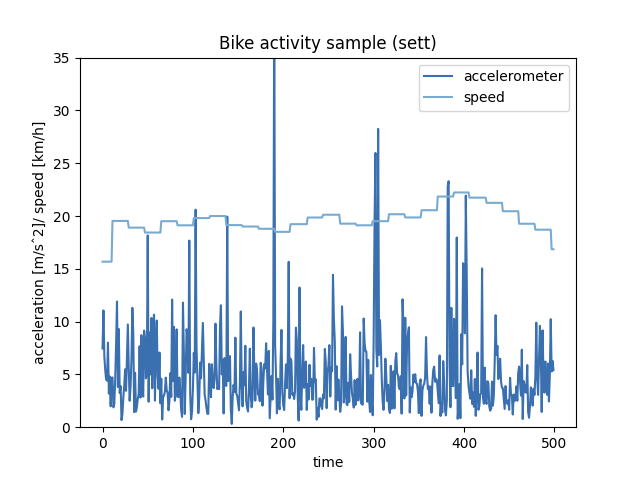 Bike activity sample (sett)
accelerometer
speed
acceleration [m/s^2]/ speed [km/h]
35
30
25
20
15
10
5
0
0 100 200 300 400 500
time